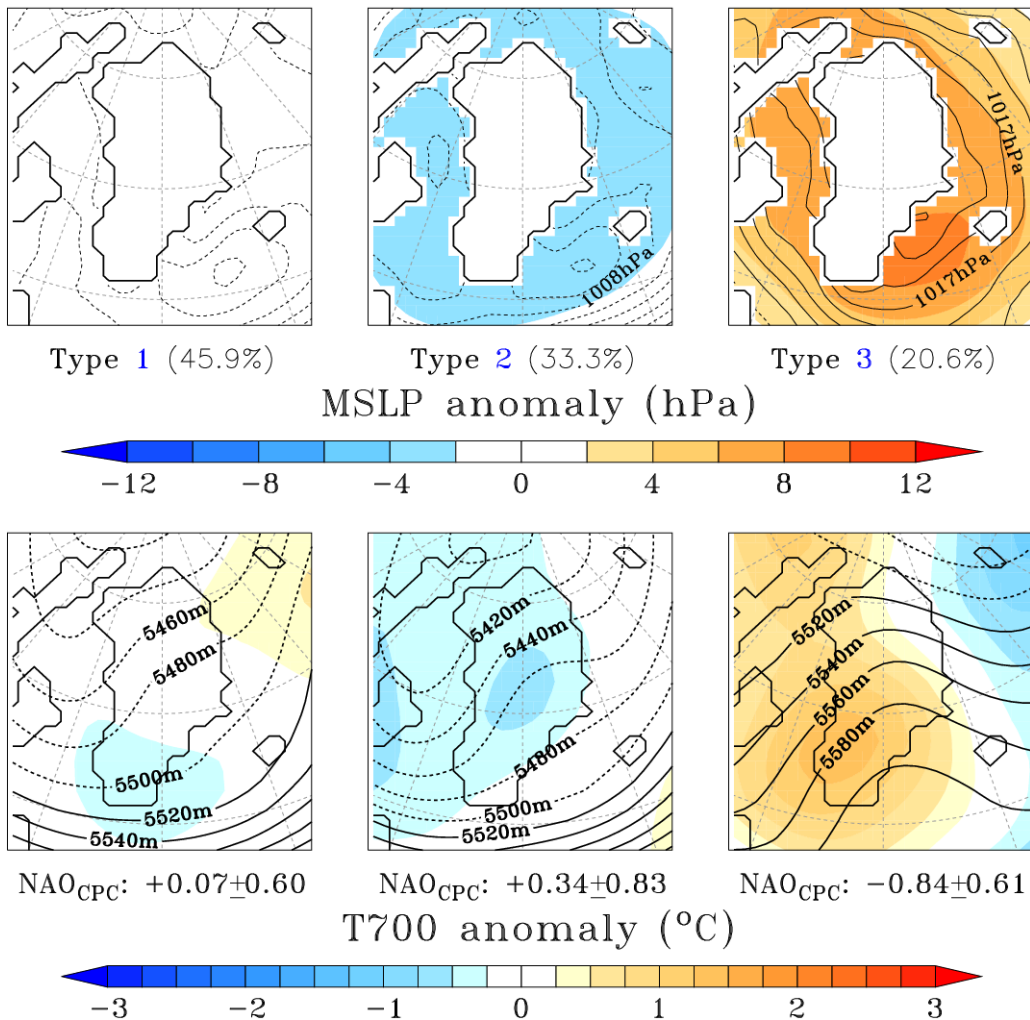 1017hPa
1008hPa
1017hPa
Type 1 (45.9%) Type 2 (33.3%) Type 3 (20.6%)
MSLP anomaly (hPa)
−12 −8 −4 0 4 8 12
5460m
5480m
5500m
5520m
5540m
5420m
5440m
5480m
5500m
5520m
5520m
5540m
5560m
5580m
NAO_CPC: +0.07±0.60 NAO_CPC: +0.34±0.83 NAO_CPC: −0.84±0.61
T700 anomaly (°C)
−3 −2 −1 0 1 2 3